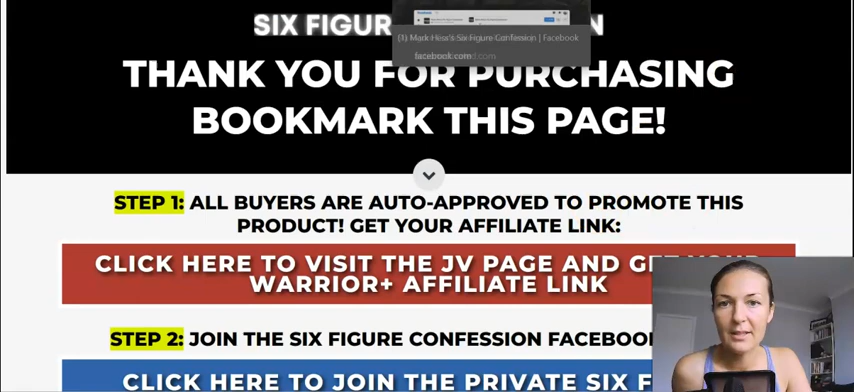 SIX FIGURE
(1) Mark Hess's Six Figure Confession | Facebook
facebook.com
THANK YOU FOR PURCHASING
BOOKMARK THIS PAGE!
STEP 1: ALL BUYERS ARE AUTO-APPROVED TO PROMOTE THIS
PRODUCT! GET YOUR AFFILIATE LINK:
CLICK HERE TO VISIT THE JV PAGE AND GET YOUR
WARRIOR+ AFFILIATE LINK
STEP 2: JOIN THE SIX FIGURE CONFESSION
CLICK HERE TO JOIN THE PRIVATE SIX